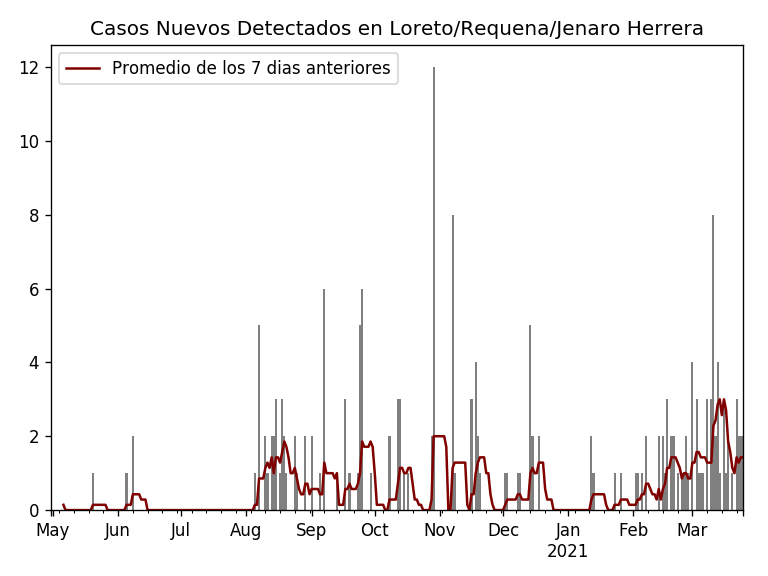 Casos Nuevos Detectados en Loreto/Requena/Jenaro Herrera
Promedio de los 7 dias anteriores
12
10
8
6
4
2
0
May Jun Jul Aug Sep Oct Nov Dec Jan Feb Mar
2021